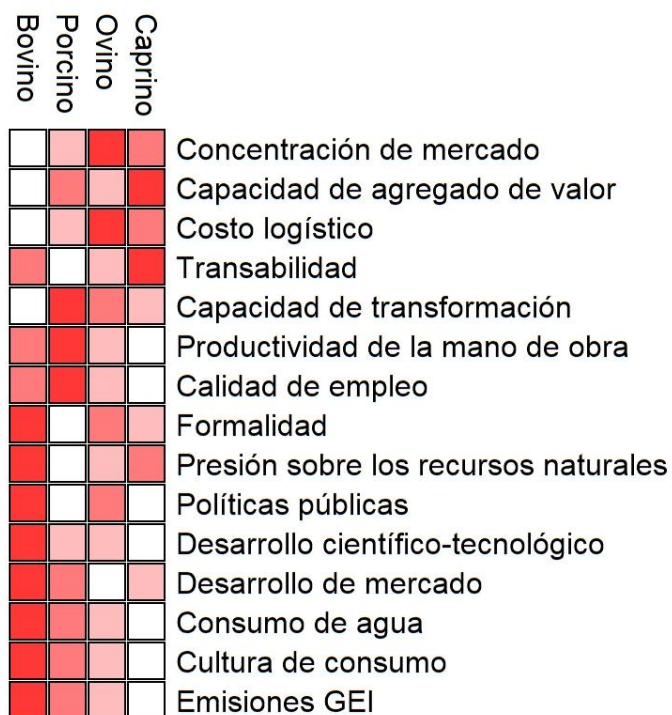 Bovino
Porcino
Ovino
Caprino
Concentración de mercado
Capacidad de agregado de valor
Costo logístico
Transabilidad
Capacidad de transformación
Productividad de la mano de obra
Calidad de empleo
Formalidad
Presión sobre los recursos naturales
Políticas públicas
Desarrollo científico-tecnológico
Desarrollo de mercado
Consumo de agua
Cultura de consumo
Emisiones GEI